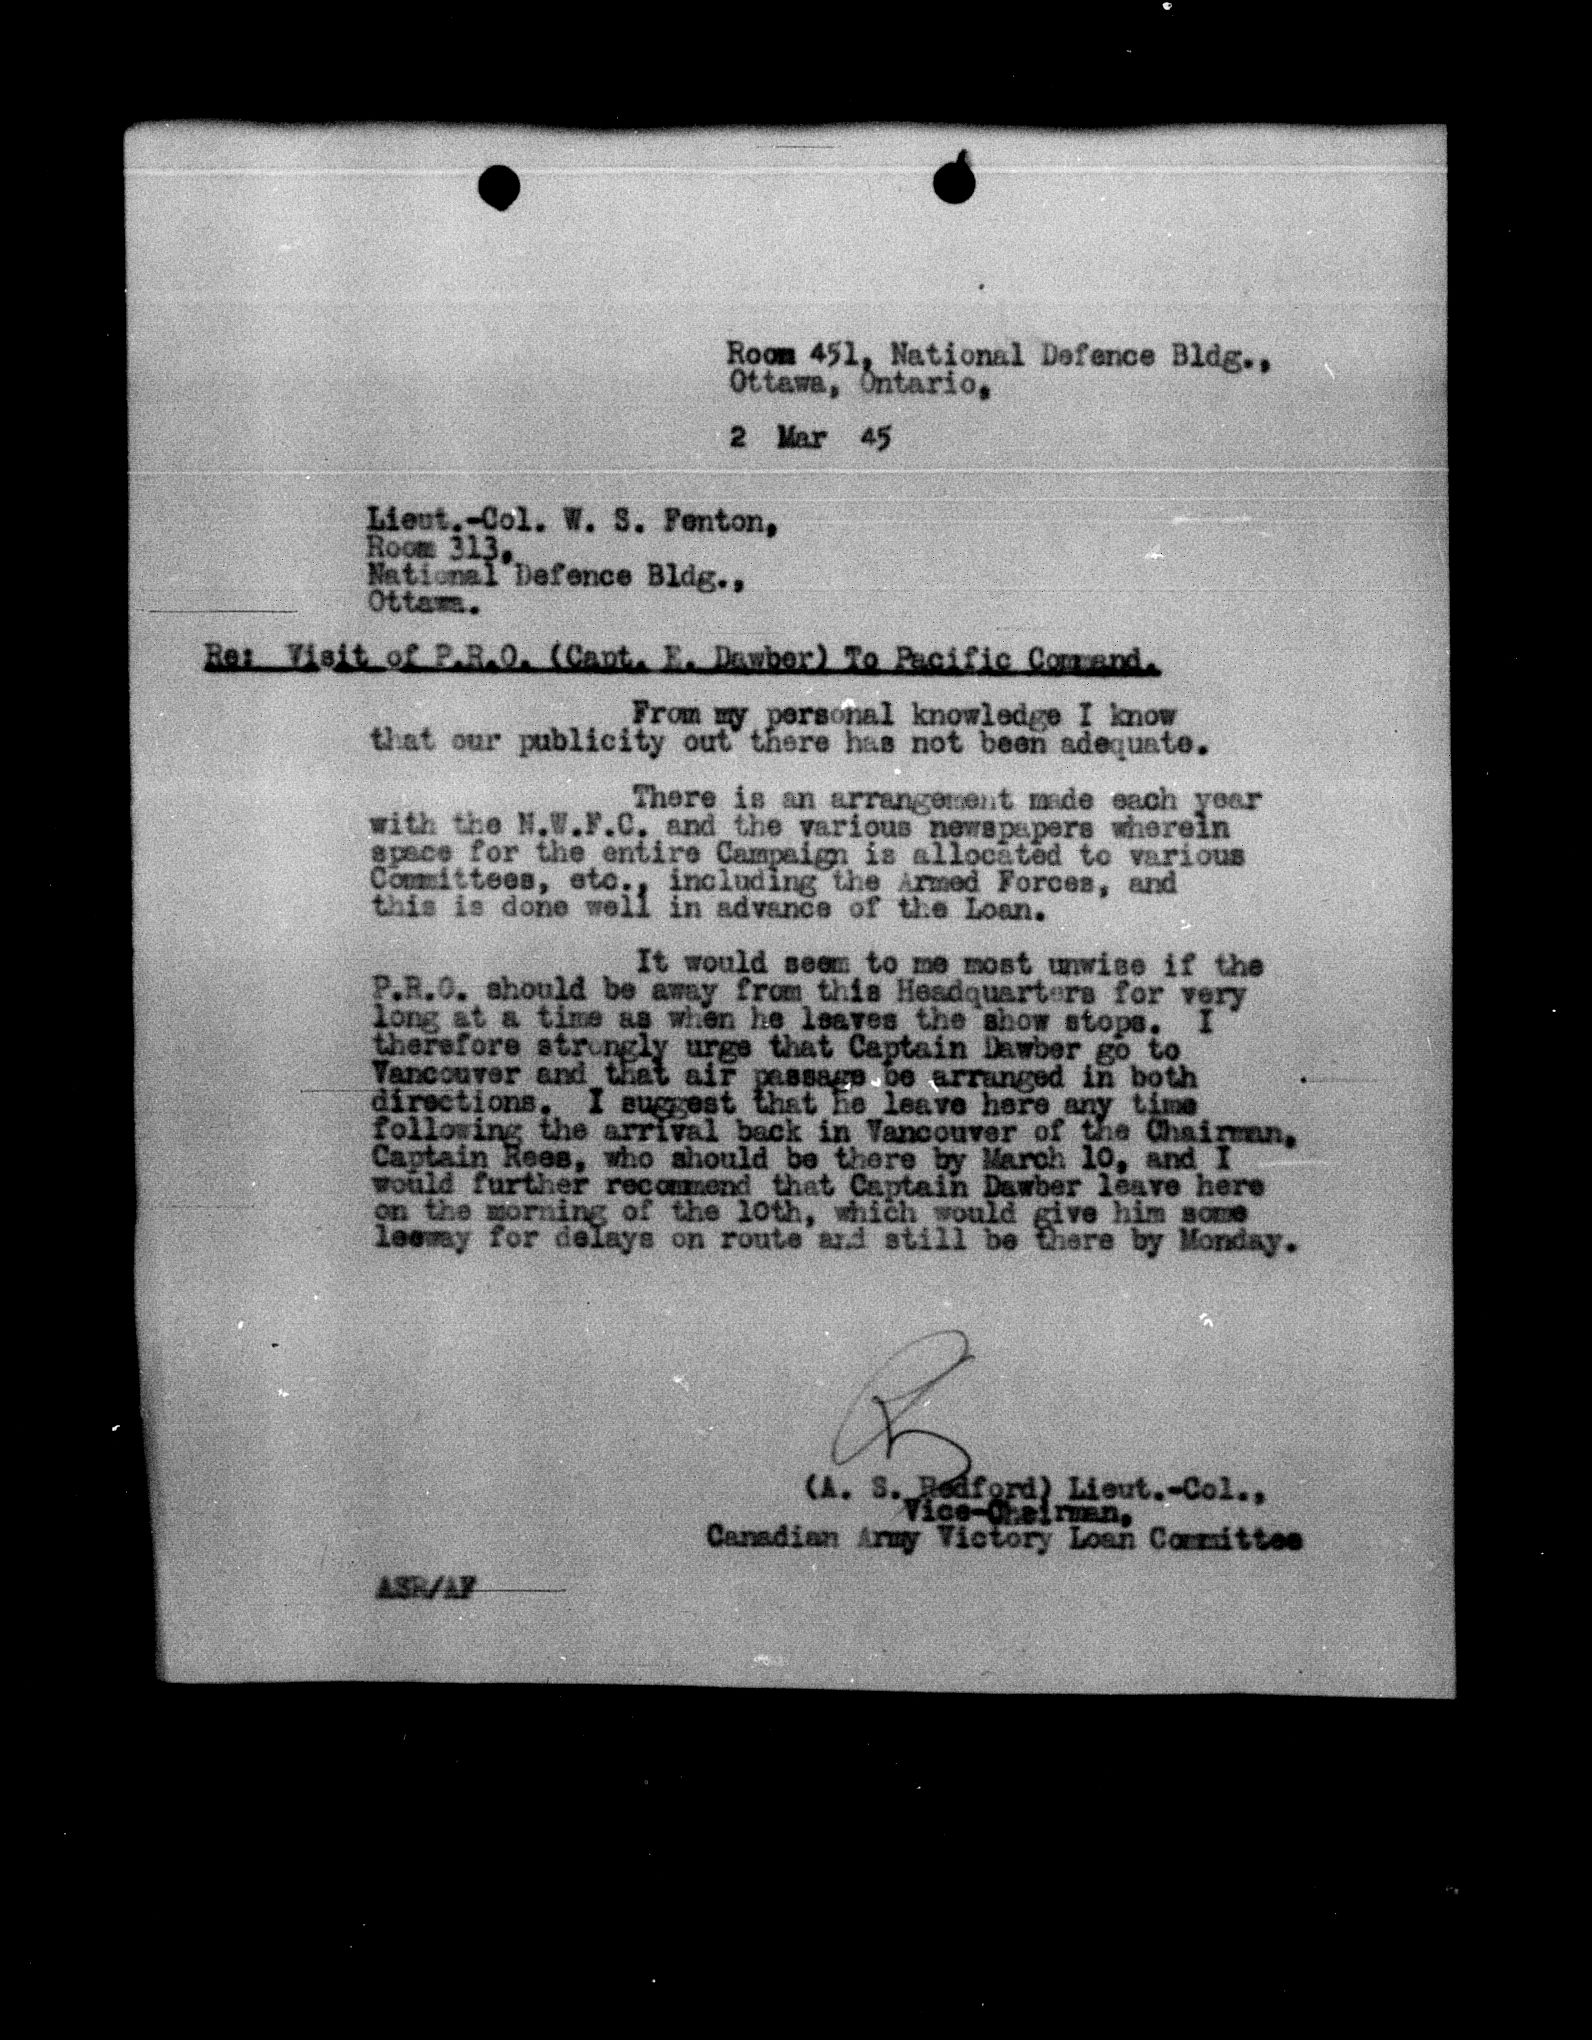 Room 451, National Defence Bldg.,
Ottawa, Ontario.
2 Mar 45
Lieut.-Col. W. S. Fenton,
Room 313,
National Defence Bldg.,
Ottawa.
Re: Visit of P.R.O. (Capt. E. Dawber) To Pacific Command.
From my personal knowledge I know
that our publicity out there has not been adequate.
There is an arrangement made each year
with the N.W.F.C. and the various newspapers wherein
space for the entire Campaign is allocated to various
Committees, etc., including the Armed Forces, and
this is done well in advance of the Loan.
It would seem to me most unwise if the
P.R.O. should be away from this Headquarters for very
long at a time as when he leaves the show stops. I
therefore strongly urge that Captain Dawber go to
Vancouver and that air passage be arranged in both
directions. I suggest that he leave here any time
following the arrival back in Vancouver of the Chairman,
Captain Rees, who should be there by March 10, and I
would further recommend that Captain Dawber leave here
on the morning of the 10th, which would give him some
leeway for delays on route and still be there by Monday.
(A. S. Redford) Lieut.-Col.,
Vice-Chairman,
Canadian Army Victory Loan Committee
ASR/AF